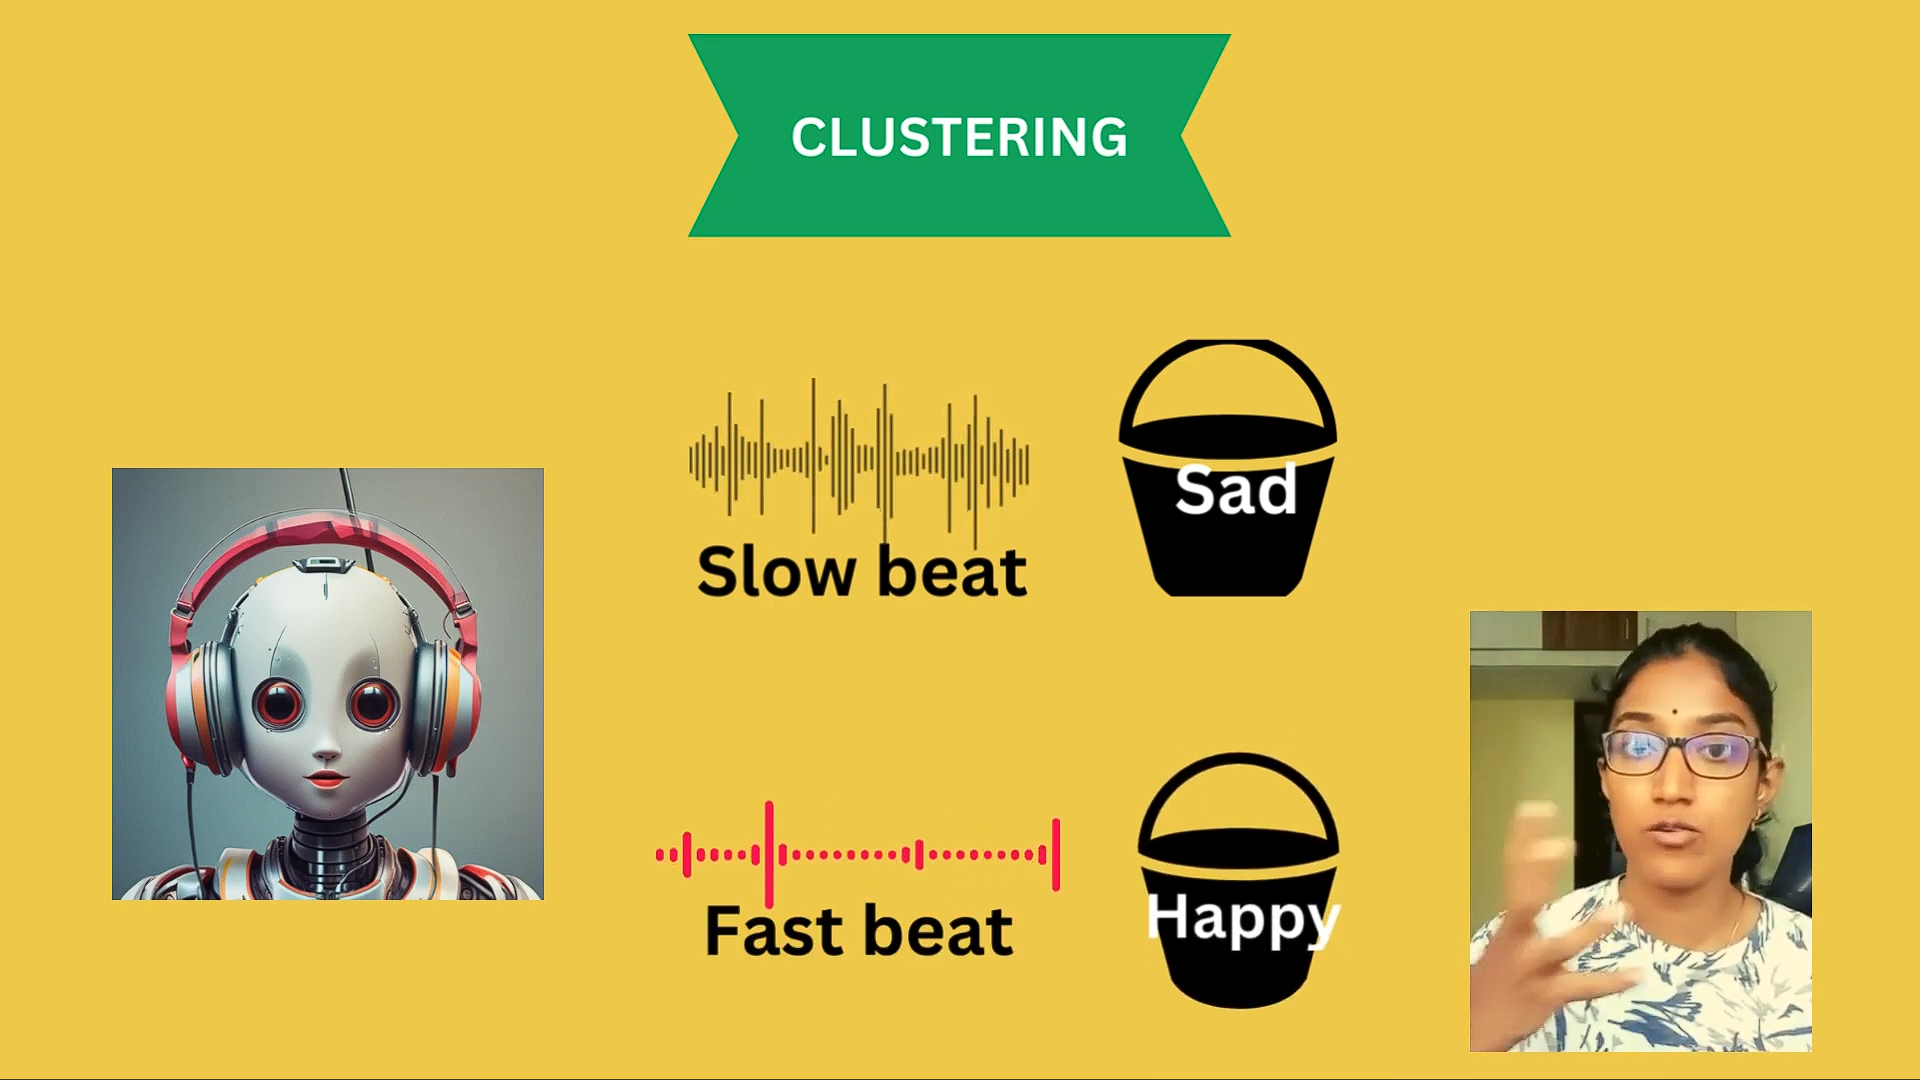 CLUSTERING
Slow beat
Sad
Fast beat
Happy